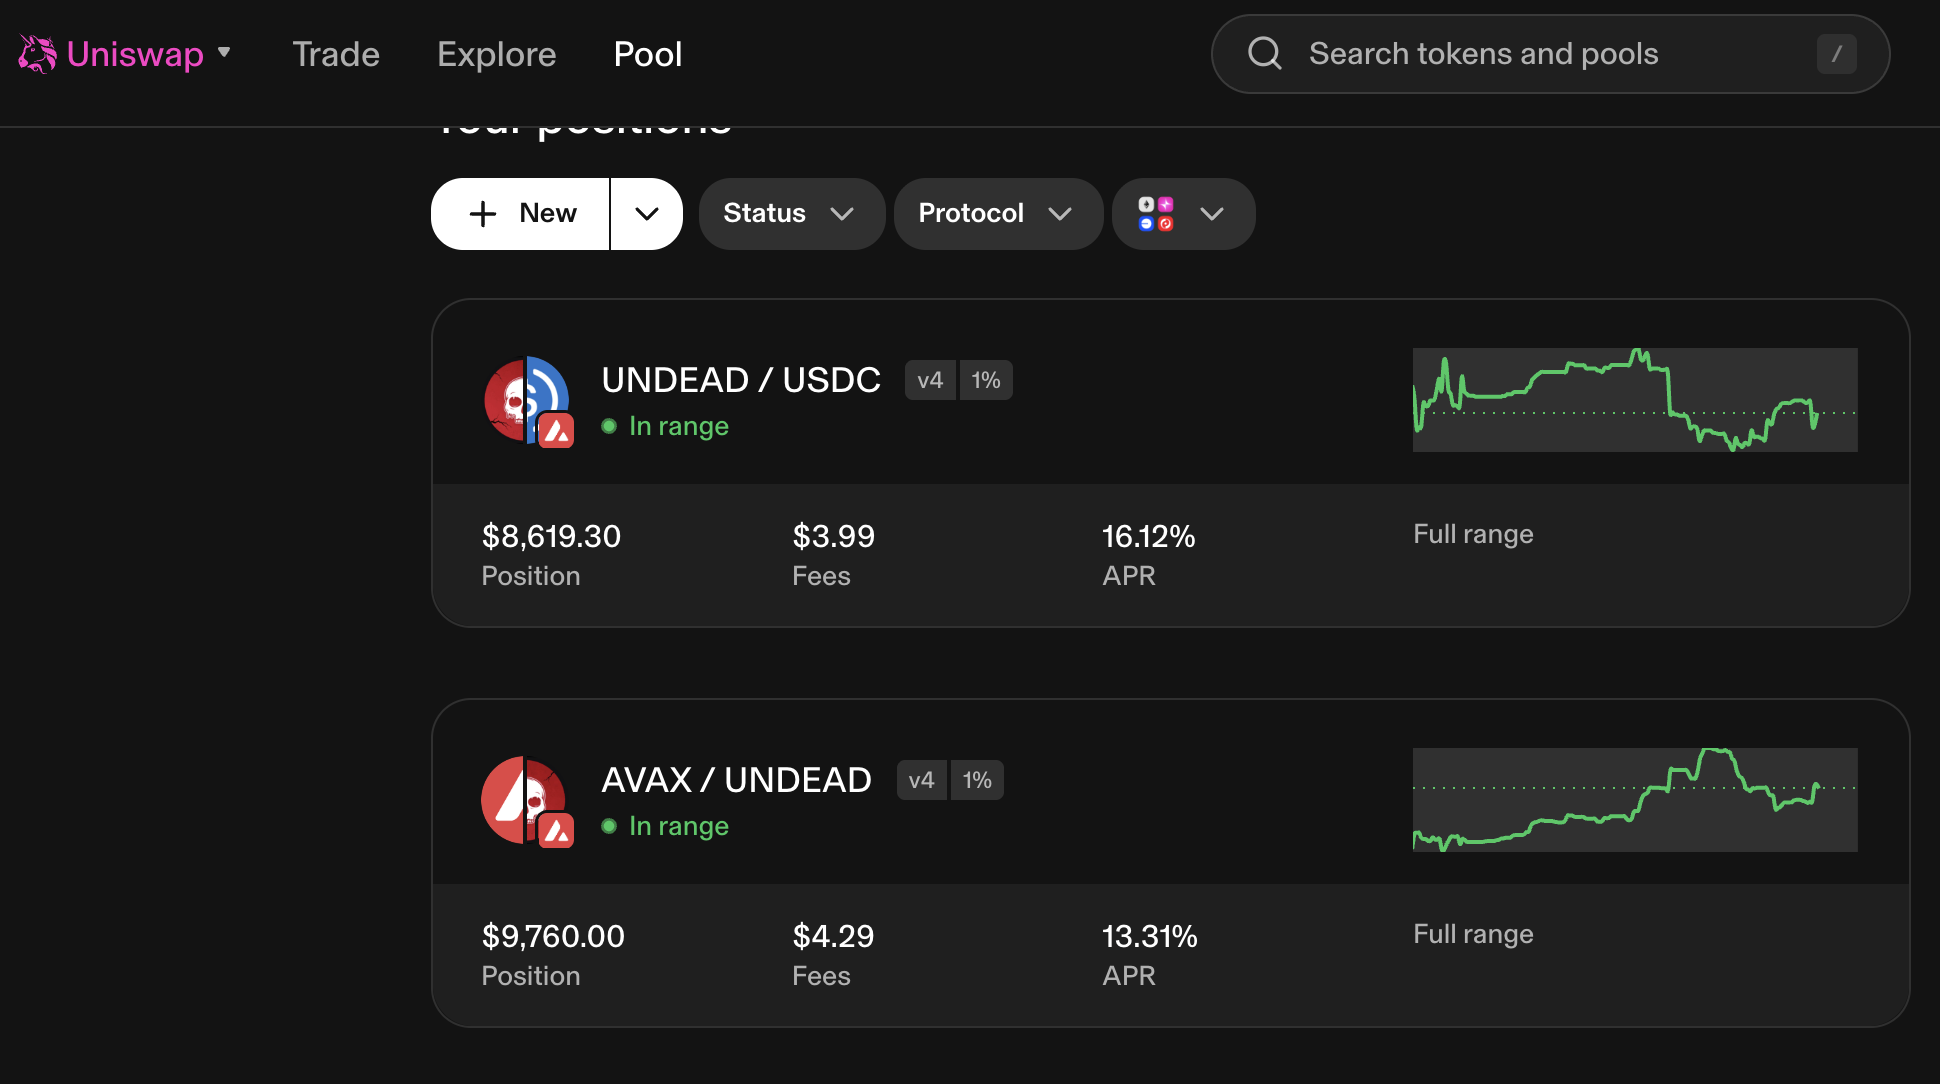 Uniswap Trade Explore Pool Search tokens and pools /
Your positions
New Status Protocol
UNDEAD / USDC v4 1%
In range
$8,619.30 $3.99 16.12% Full range
Position Fees APR
AVAX / UNDEAD v4 1%
In range
$9,760.00 $4.29 13.31% Full range
Position Fees APR